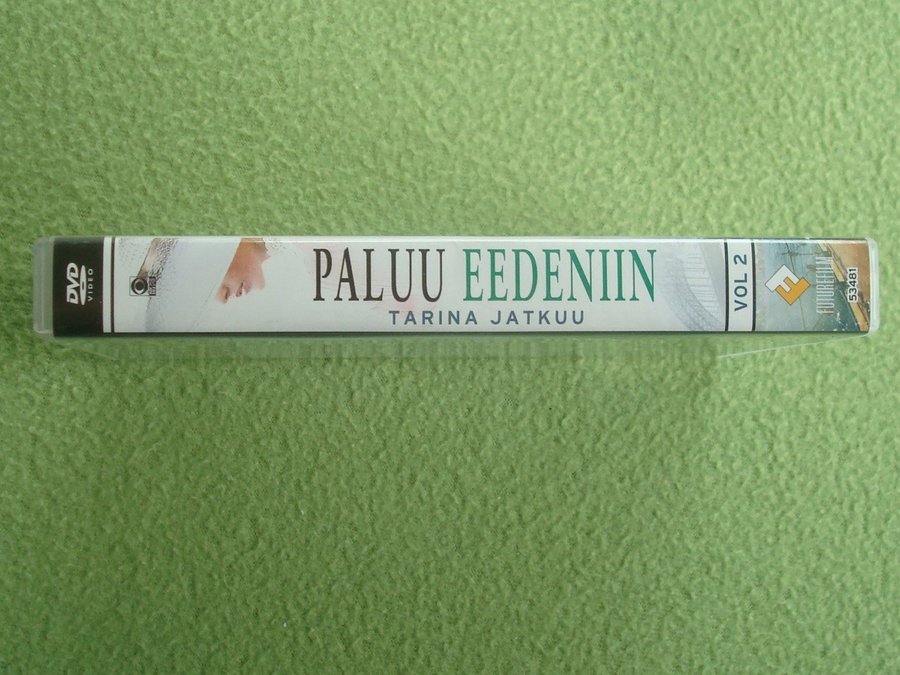 DVD
VIDEO
PALUU EEDENIIN
TARINA JATKUU
VOL 2
FUTUREFILM
53481